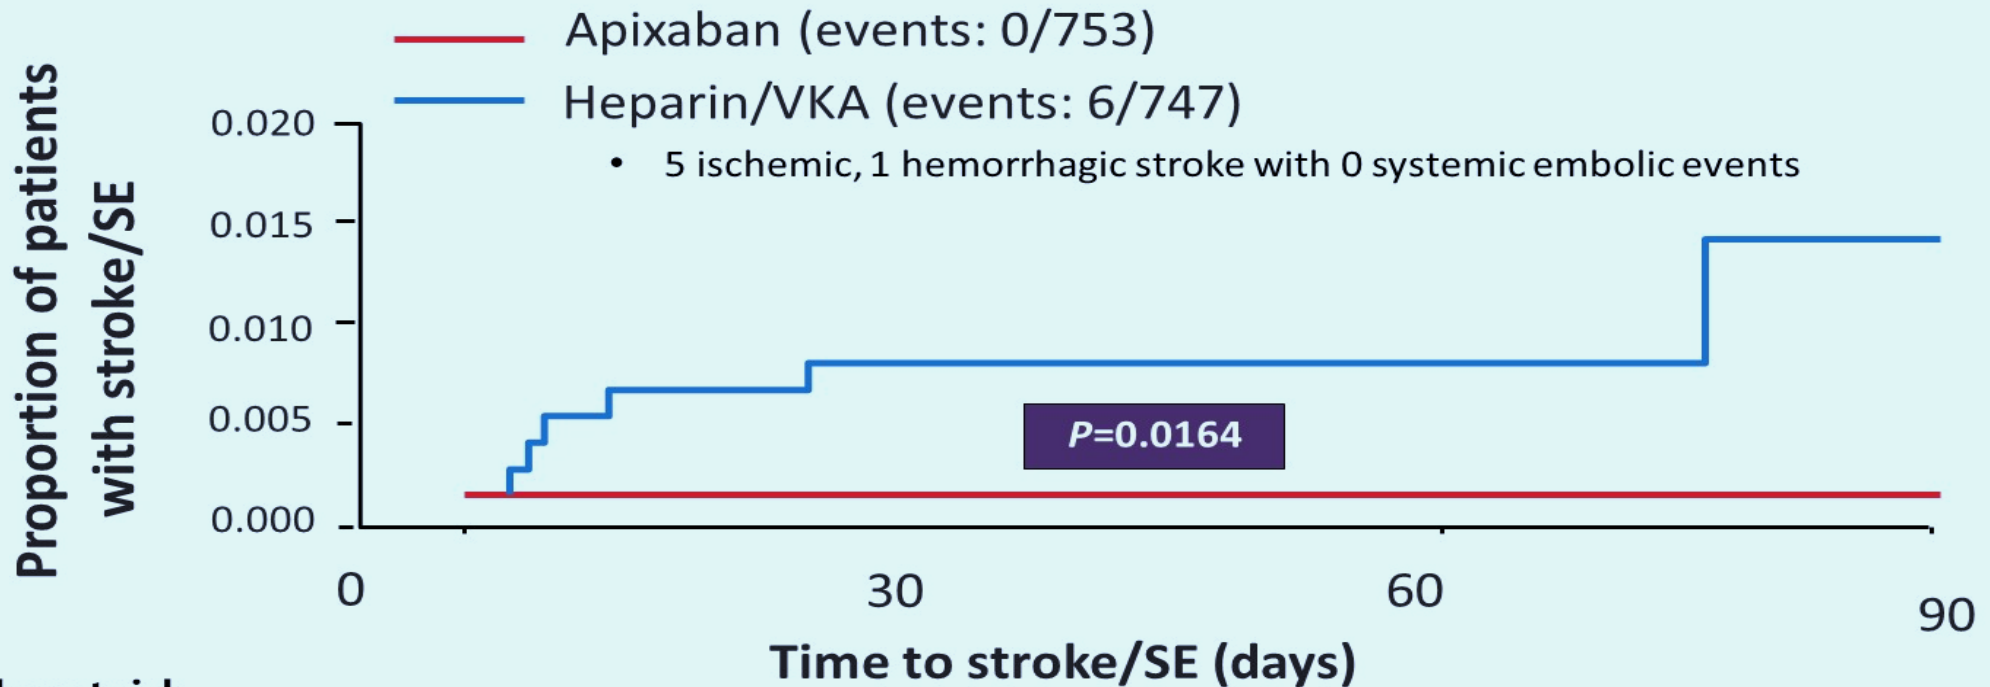 Apixaban (events: 0/753)
Heparin/VKA (events: 6/747)
• 5 ischemic, 1 hemorrhagic stroke with 0 systemic embolic events
Proportion of patients
with stroke/SE
0.020
0.015
0.010
0.005
0.000
P=0.0164
0 30 60 90
Time to stroke/SE (days)